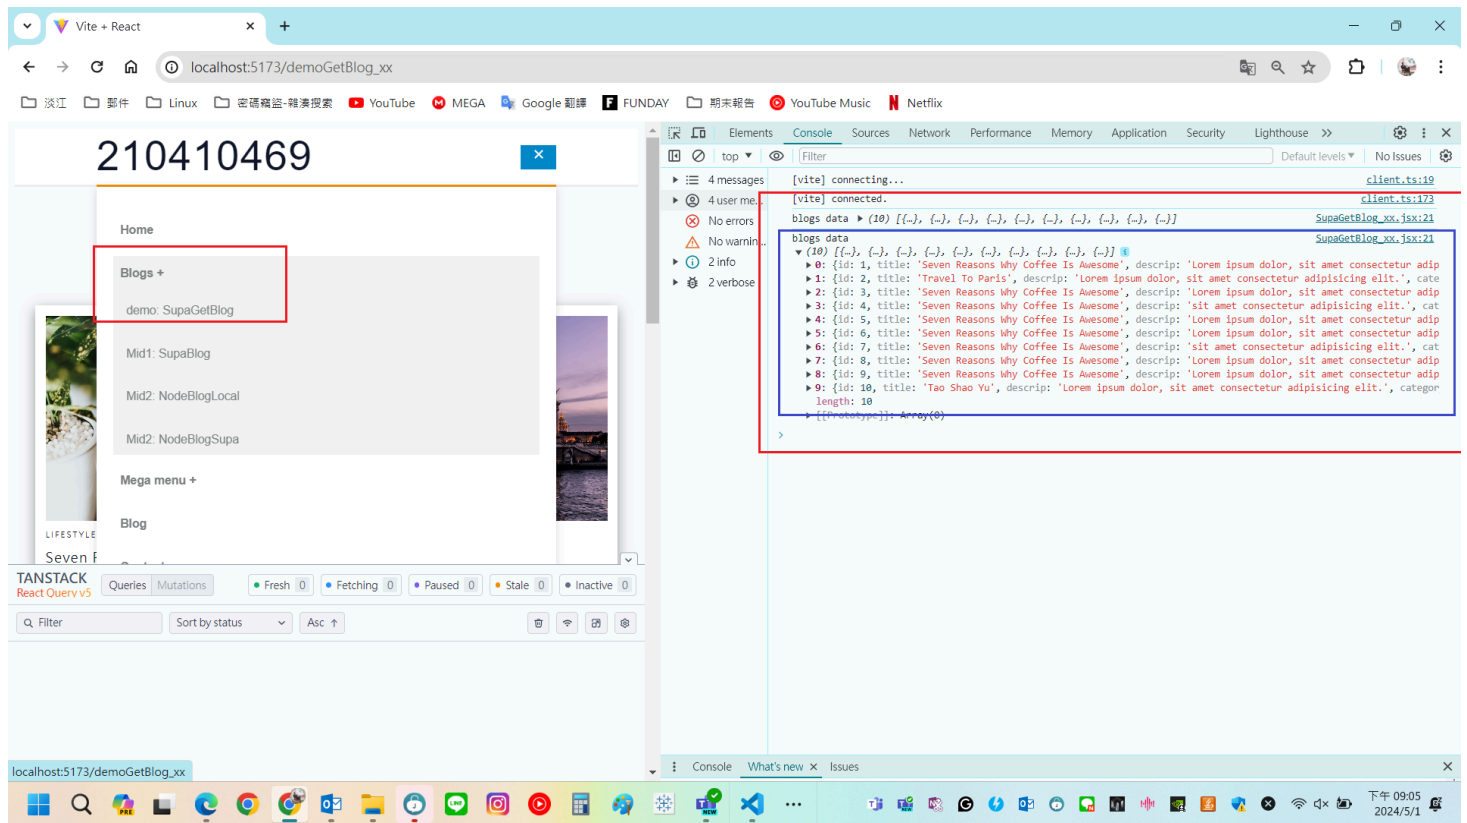 Vite + React
localhost:5173/demoGetBlog_xx
淡江 郵件 Linux 密碼竊盜-雜湊搜索 YouTube MEGA Google 翻譯 FUNDAY 期末報告 YouTube Music Netflix
210410469
Home
Blogs +
demo: SupaGetBlog
Mid1: SupaBlog
Mid2: NodeBlogLocal
Mid2: NodeBlogSupa
Mega menu +
Blog
LIFESTYLE
Seven
TANSTACK
React Query v5
Queries Mutations Fresh 0 Fetching 0 Paused 0 Stale 0 Inactive 0
Filter Sort by status Asc ↑
localhost:5173/demoGetBlog_xx
Elements Console Sources Network Performance Memory Application Security Lighthouse
top Filter Default levels No Issues
4 messages
4 user me...
No errors
No warnin...
2 info
2 verbose
[vite] connecting... client.ts:19
[vite] connected. client.ts:173
blogs data (10) [{…}, {…}, {…}, {…}, {…}, {…}, {…}, {…}, {…}, {…}] SupaGetBlog_xx.jsx:21
blogs data SupaGetBlog_xx.jsx:21
(10) [{…}, {…}, {…}, {…}, {…}, {…}, {…}, {…}, {…}, {…}]
0: {id: 1, title: 'Seven Reasons Why Coffee Is Awesome', descrip: 'Lorem ipsum dolor, sit amet consectetur adip
1: {id: 2, title: 'Travel To Paris', descrip: 'Lorem ipsum dolor, sit amet consectetur adipisicing elit.', cate
2: {id: 3, title: 'Seven Reasons Why Coffee Is Awesome', descrip: 'Lorem ipsum dolor, sit amet consectetur adip
3: {id: 4, title: 'Seven Reasons Why Coffee Is Awesome', descrip: 'sit amet consectetur adipisicing elit.', cat
4: {id: 5, title: 'Seven Reasons Why Coffee Is Awesome', descrip: 'Lorem ipsum dolor, sit amet consectetur adip
5: {id: 6, title: 'Seven Reasons Why Coffee Is Awesome', descrip: 'Lorem ipsum dolor, sit amet consectetur adip
6: {id: 7, title: 'Seven Reasons Why Coffee Is Awesome', descrip: 'sit amet consectetur adipisicing elit.', cat
7: {id: 8, title: 'Seven Reasons Why Coffee Is Awesome', descrip: 'Lorem ipsum dolor, sit amet consectetur adip
8: {id: 9, title: 'Seven Reasons Why Coffee Is Awesome', descrip: 'Lorem ipsum dolor, sit amet consectetur adip
9: {id: 10, title: 'Tao Shao Yu', descrip: 'Lorem ipsum dolor, sit amet consectetur adipisicing elit.', categor
length: 10
[[Prototype]]: Array(0)
Console What's new Issues
下午 09:05
2024/5/1